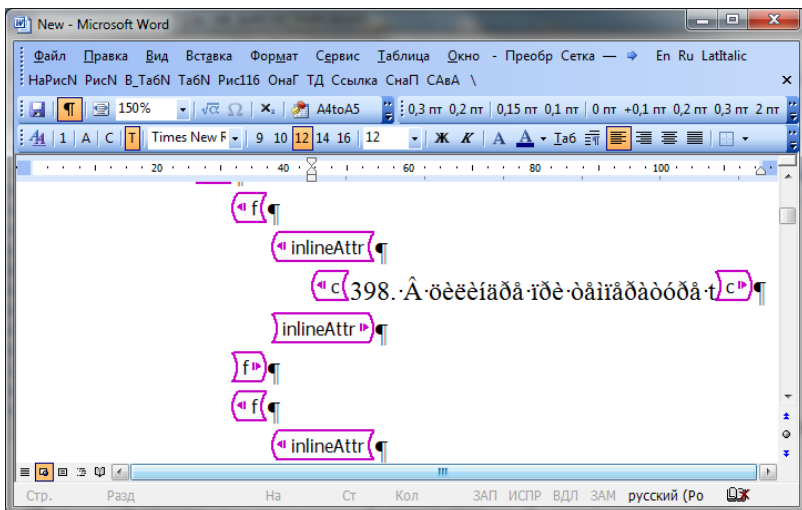 New - Microsoft Word
Файл Правка Вид Вставка Формат Сервис Таблица Окно - Преобр Сетка — En Ru LatItalic
НаРисN РисN В_ТабN ТабN Рис11б ОнаГ ТД Ссылка СнаП САвА \
¶ 150% √α Ω ×₂ A4toA5 0,3 пт 0,2 пт 0,15 пт 0,1 пт 0 пт +0,1 пт 0,2 пт 0,3 пт 2 пт
A4 1 А С T Times New F 9 10 12 14 16 12 Ж К А А Iаб
20 40 60 80 100
f ¶
inlineAttr ¶
c 398.·Â·öèëèíäðå·ïðè·òåìïåðàòóðå·t c ¶
inlineAttr ¶
f ¶
f ¶
inlineAttr ¶
Стр. Разд На Ст Кол ЗАП ИСПР ВДЛ ЗАМ русский (Ро